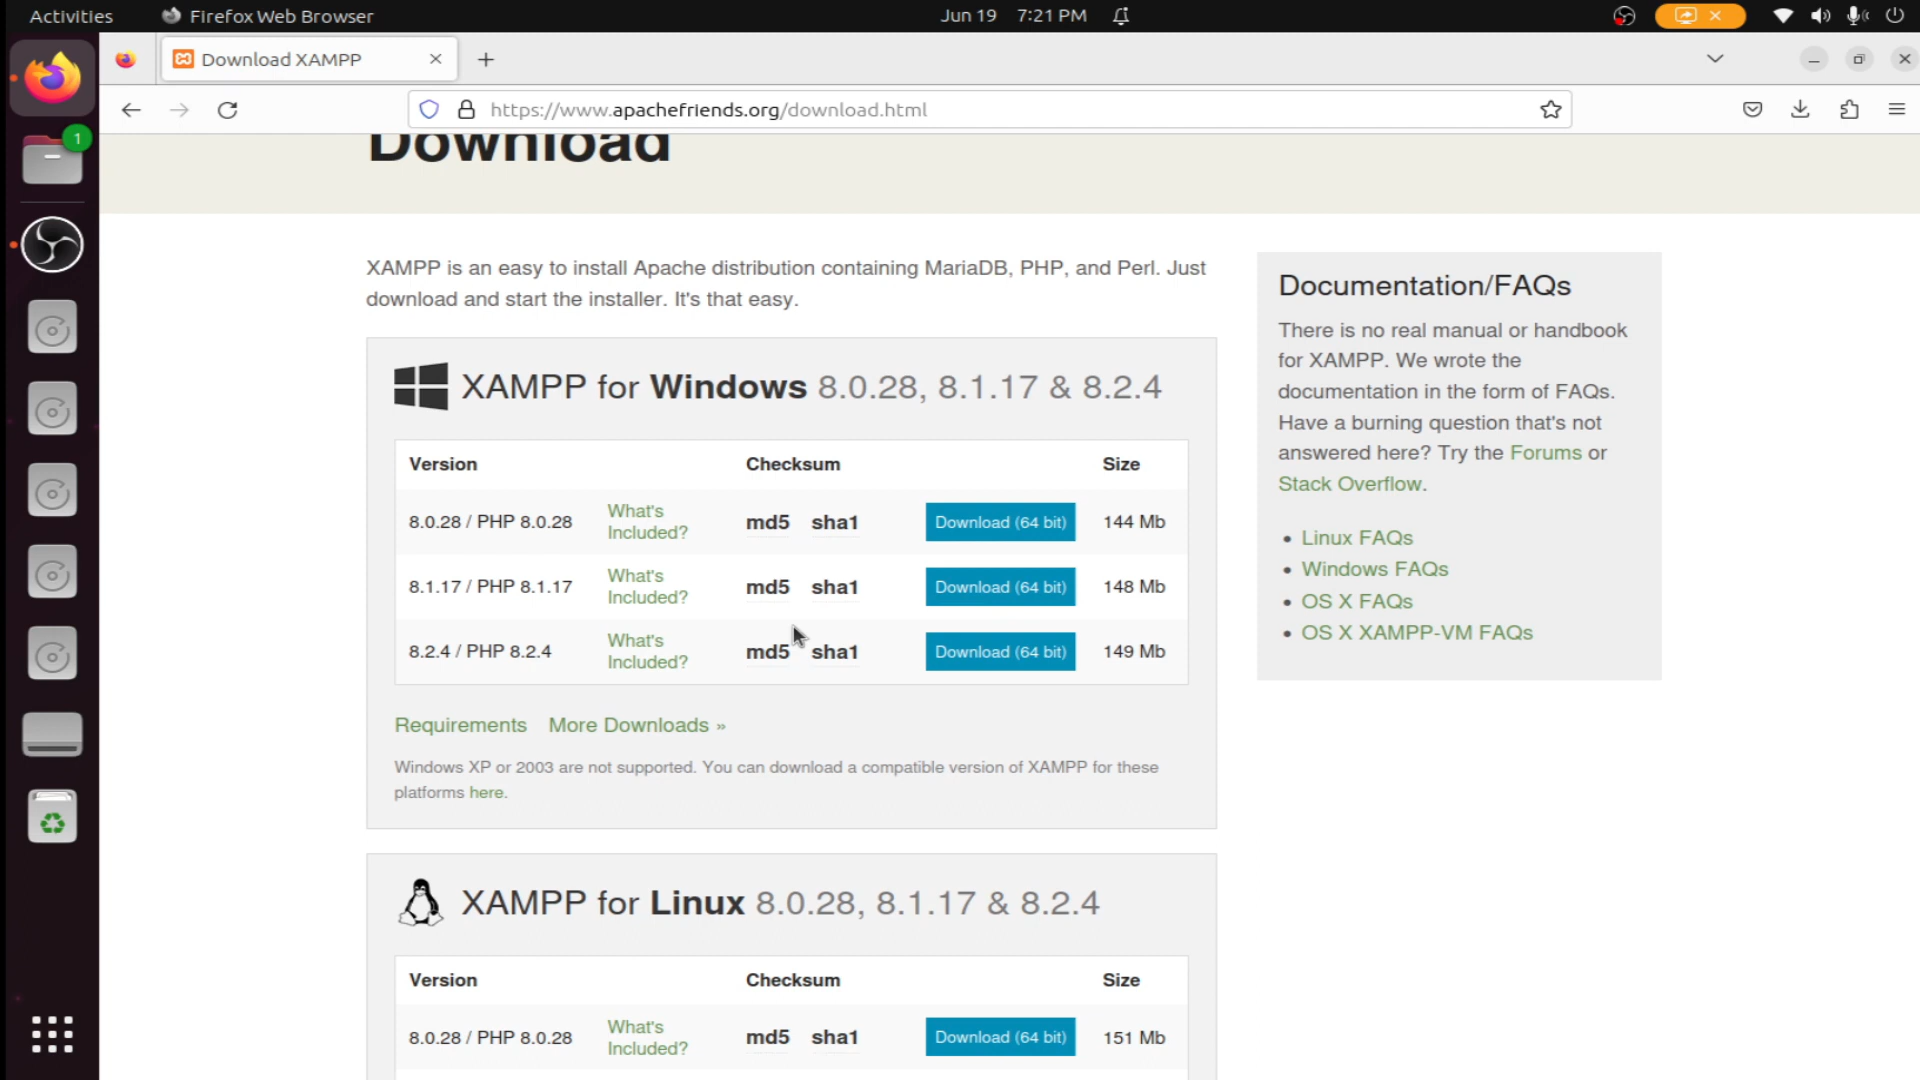 Activities Firefox Web Browser Jun 19 7:21 PM
1
Download XAMPP
https://www.apachefriends.org/download.html
Download
XAMPP is an easy to install Apache distribution containing MariaDB, PHP, and Perl. Just
download and start the installer. It's that easy.
XAMPP for Windows 8.0.28, 8.1.17 & 8.2.4
Version Checksum Size
8.0.28 / PHP 8.0.28 What's Included? md5 sha1 Download (64 bit) 144 Mb
8.1.17 / PHP 8.1.17 What's Included? md5 sha1 Download (64 bit) 148 Mb
8.2.4 / PHP 8.2.4 What's Included? md5 sha1 Download (64 bit) 149 Mb
Requirements More Downloads »
Windows XP or 2003 are not supported. You can download a compatible version of XAMPP for these
platforms here.
XAMPP for Linux 8.0.28, 8.1.17 & 8.2.4
Version Checksum Size
8.0.28 / PHP 8.0.28 What's Included? md5 sha1 Download (64 bit) 151 Mb
Documentation/FAQs
There is no real manual or handbook
for XAMPP. We wrote the
documentation in the form of FAQs.
Have a burning question that's not
answered here? Try the Forums or
Stack Overflow.
• Linux FAQs
• Windows FAQs
• OS X FAQs
• OS X XAMPP-VM FAQs